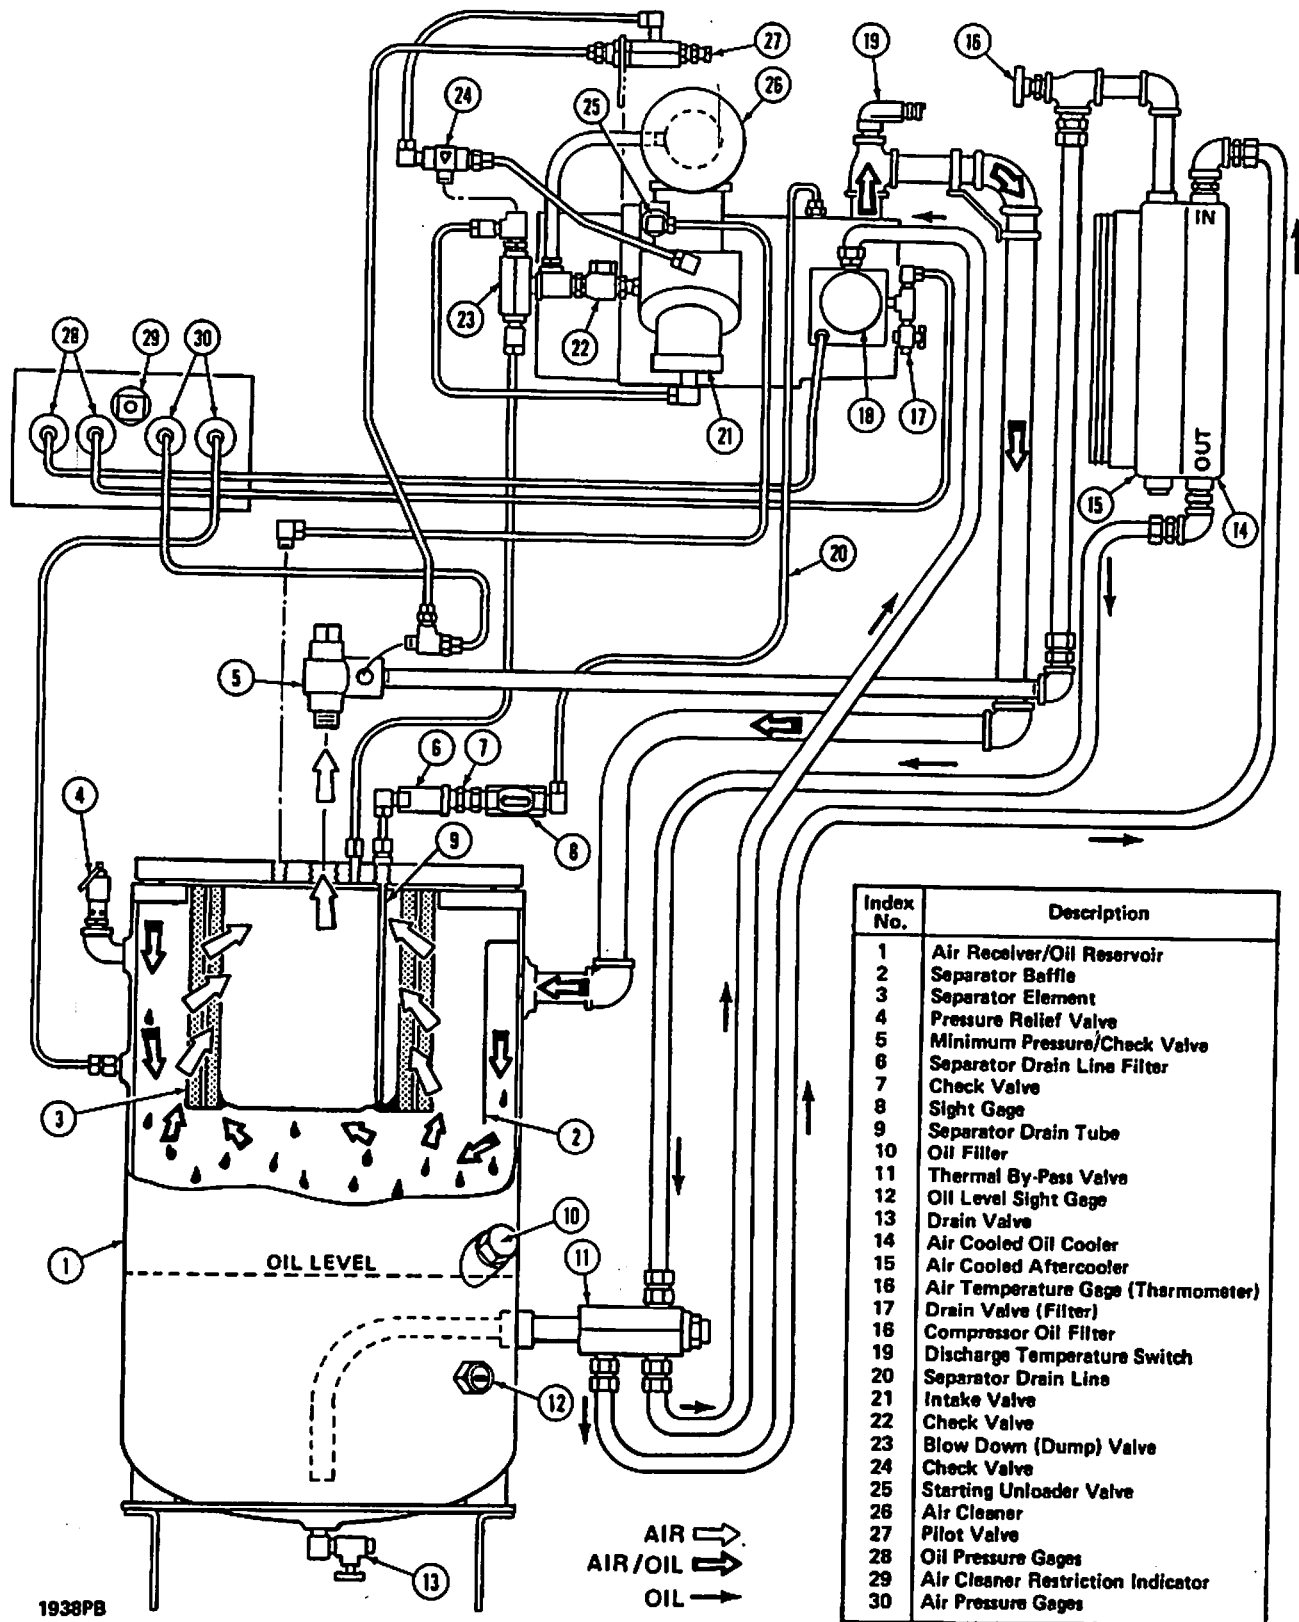 27
19
16
24
25
26
IN
23
22
28
29
30
21
18
17
OUT
15
14
20
5
6
7
4
9
8
3
2
10
1
OIL LEVEL
11
12
13
Index No.
Description
1 Air Receiver/Oil Reservoir
2 Separator Baffle
3 Separator Element
4 Pressure Relief Valve
5 Minimum Pressure/Check Valve
6 Separator Drain Line Filter
7 Check Valve
8 Sight Gage
9 Separator Drain Tube
10 Oil Filler
11 Thermal By-Pass Valve
12 Oil Level Sight Gage
13 Drain Valve
14 Air Cooled Oil Cooler
15 Air Cooled Aftercooler
16 Air Temperature Gage (Thermometer)
17 Drain Valve (Filter)
18 Compressor Oil Filter
19 Discharge Temperature Switch
20 Separator Drain Line
21 Intake Valve
22 Check Valve
23 Blow Down (Dump) Valve
24 Check Valve
25 Starting Unloader Valve
26 Air Cleaner
27 Pilot Valve
28 Oil Pressure Gages
29 Air Cleaner Restriction Indicator
30 Air Pressure Gages
AIR
AIR/OIL
OIL
1938PB